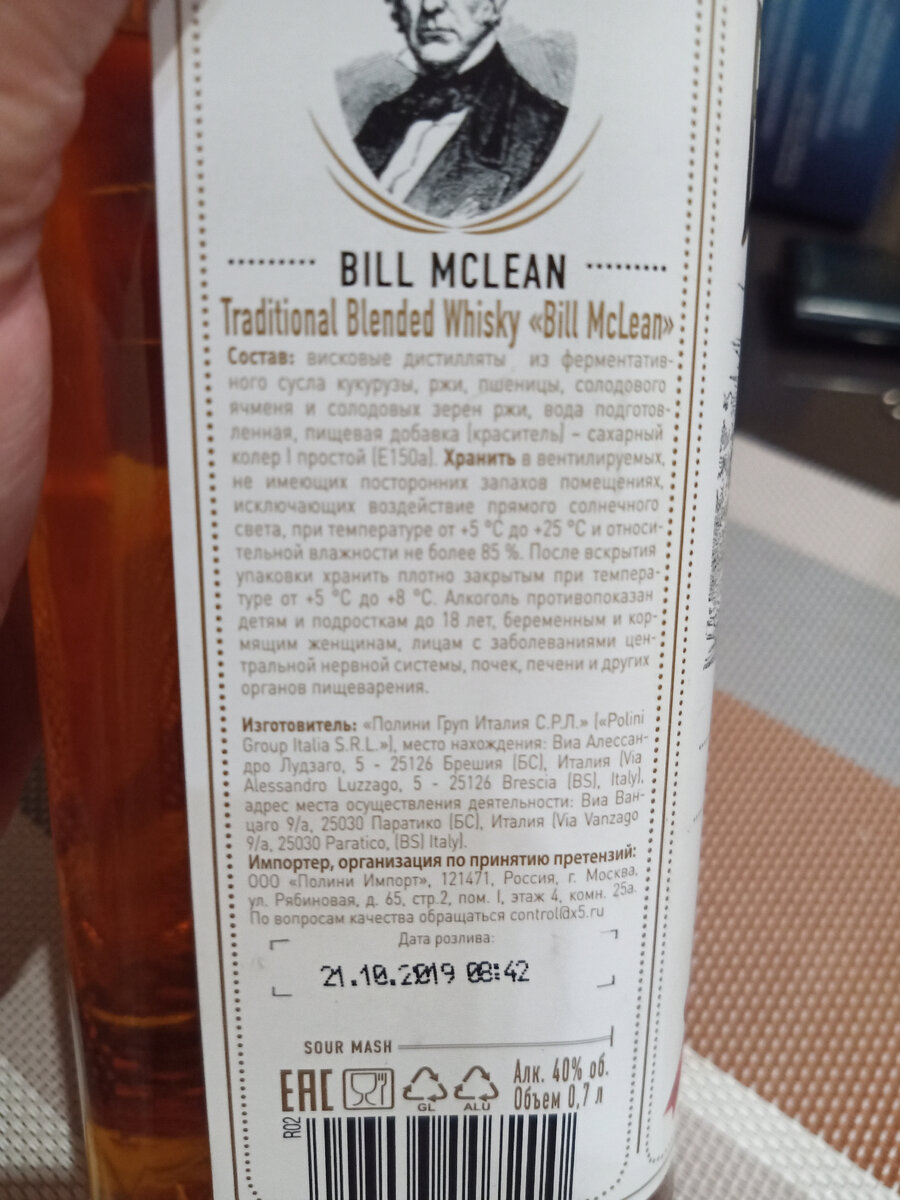 BILL MCLEAN
Traditional Blended Whisky «Bill McLean»
Состав: висковые дистилляты из ферментатив-
ного сусла кукурузы, ржи, пшеницы, солодового
ячменя и солодовых зерен ржи, вода подготов-
ленная, пищевая добавка (краситель) – сахарный
колер I простой (Е150а). Хранить в вентилируемых,
не имеющих посторонних запахов помещениях,
исключающих воздействие прямого солнечного
света, при температуре от +5 °С до +25 °С и относи-
тельной влажности не более 85 %. После вскрытия
упаковки хранить плотно закрытым при темпера-
туре от +5 °С до +8 °С. Алкоголь противопоказан
детям и подросткам до 18 лет, беременным и кор-
мящим женщинам, лицам с заболеваниями цен-
тральной нервной системы, почек, печени и других
органов пищеварения.
Изготовитель: «Полини Груп Италия С.Р.Л.» («Polini
Group Italia S.R.L.»), место нахождения: Виа Алессан-
дро Лудзаго, 5 - 25126 Брешия (БС), Италия (Via
Alessandro Luzzago, 5 - 25126 Brescia (BS), Italy),
адрес места осуществления деятельности: Виа Ван-
цаго 9/а, 25030 Паратико (БС), Италия (Via Vanzago
9/a, 25030 Paratico, (BS) Italy).
Импортер, организация по принятию претензий:
ООО «Полини Импорт», 121471, Россия, г. Москва,
ул. Рябиновая, д. 65, стр.2, пом. I, этаж 4, комн. 25а.
По вопросам качества обращаться control@x5.ru
Дата розлива:
21.10.2019 08:42
SOUR MASH
EAC
GL
ALU
Алк. 40% об.
Объем 0,7 л
R02